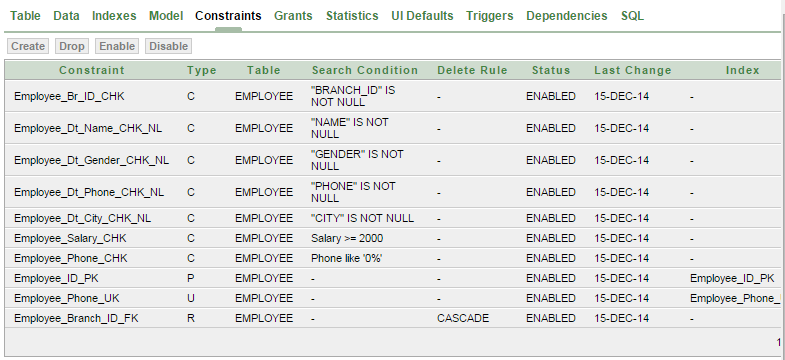 Table Data Indexes Model Constraints Grants Statistics UI Defaults Triggers Dependencies SQL
Create Drop Enable Disable
Constraint Type Table Search Condition Delete Rule Status Last Change Index
Employee_Br_ID_CHK C EMPLOYEE "BRANCH_ID" IS NOT NULL - ENABLED 15-DEC-14 -
Employee_Dt_Name_CHK_NL C EMPLOYEE "NAME" IS NOT NULL - ENABLED 15-DEC-14 -
Employee_Dt_Gender_CHK_NL C EMPLOYEE "GENDER" IS NOT NULL - ENABLED 15-DEC-14 -
Employee_Dt_Phone_CHK_NL C EMPLOYEE "PHONE" IS NOT NULL - ENABLED 15-DEC-14 -
Employee_Dt_City_CHK_NL C EMPLOYEE "CITY" IS NOT NULL - ENABLED 15-DEC-14 -
Employee_Salary_CHK C EMPLOYEE Salary >= 2000 - ENABLED 15-DEC-14 -
Employee_Phone_CHK C EMPLOYEE Phone like '0%' - ENABLED 15-DEC-14 -
Employee_ID_PK P EMPLOYEE - - ENABLED 15-DEC-14 Employee_ID_PK
Employee_Phone_UK U EMPLOYEE - - ENABLED 15-DEC-14 Employee_Phone_
Employee_Branch_ID_FK R EMPLOYEE - CASCADE ENABLED 15-DEC-14 -
1